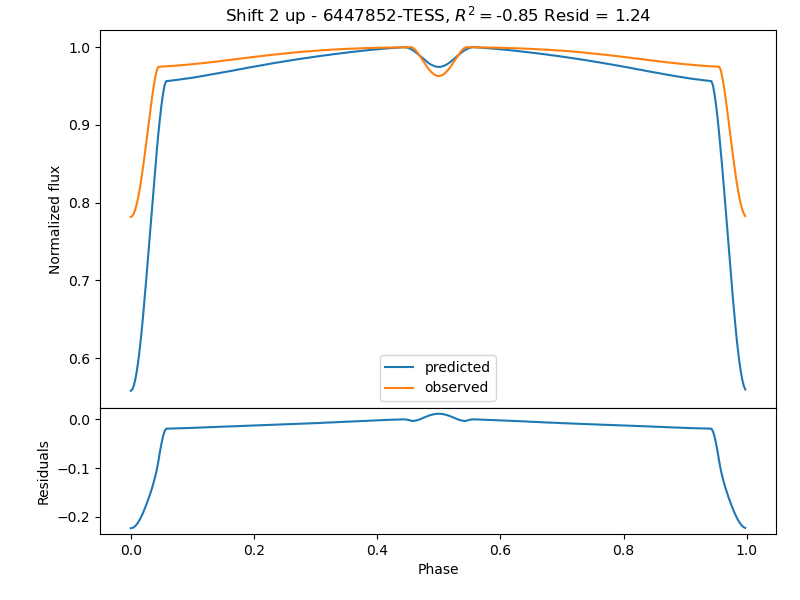 Shift 2 up - 6447852-TESS, $R^2=$-0.85 Resid = 1.24
1.0
0.9
0.8
0.7
0.6
Normalized flux
predicted
observed
0.0
−0.1
−0.2
Residuals
0.0 0.2 0.4 0.6 0.8 1.0
Phase